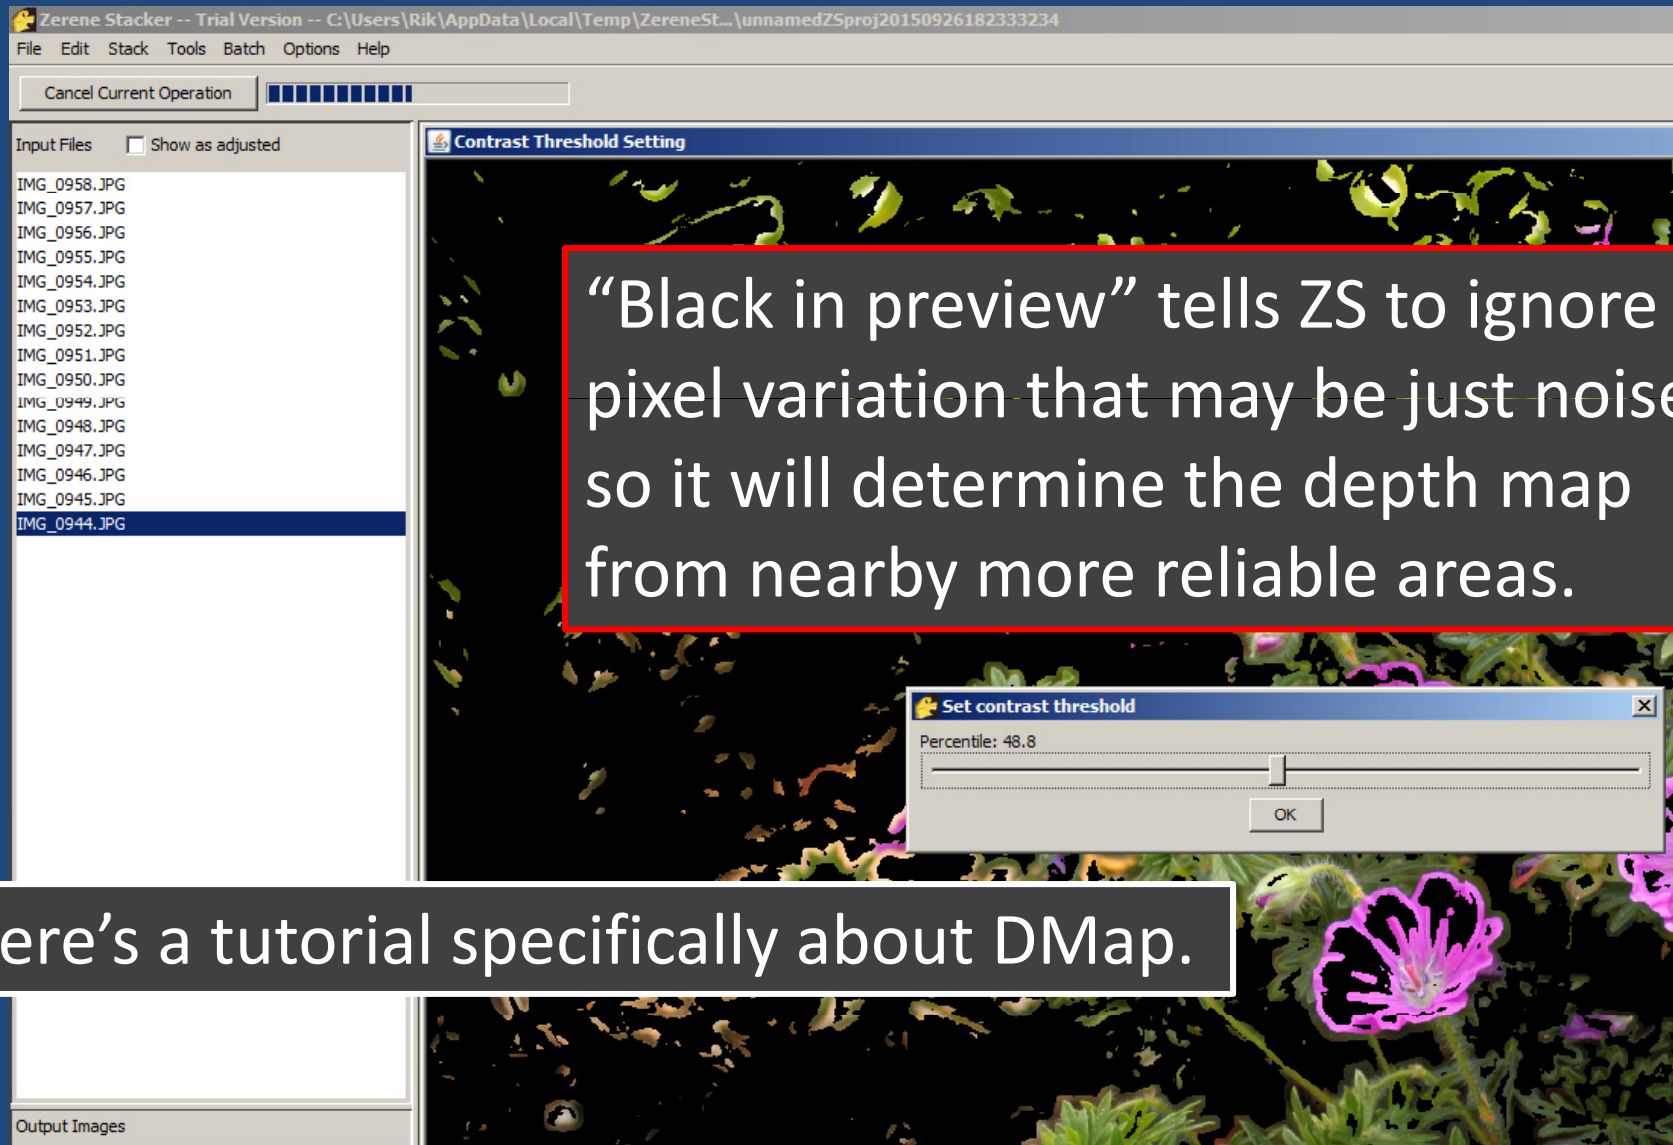 Zerene Stacker -- Trial Version -- C:\Users\Rik\AppData\Local\Temp\ZereneSt...\unnamedZSproj20150926182333234
File Edit Stack Tools Batch Options Help
Cancel Current Operation
Input Files Show as adjusted
IMG_0958.JPG
IMG_0957.JPG
IMG_0956.JPG
IMG_0955.JPG
IMG_0954.JPG
IMG_0953.JPG
IMG_0952.JPG
IMG_0951.JPG
IMG_0950.JPG
IMG_0949.JPG
IMG_0948.JPG
IMG_0947.JPG
IMG_0946.JPG
IMG_0945.JPG
IMG_0944.JPG
Contrast Threshold Setting
“Black in preview” tells ZS to ignore
pixel variation that may be just noise
so it will determine the depth map
from nearby more reliable areas.
Set contrast threshold
Percentile: 48.8
OK
ere’s a tutorial specifically about DMap.
Output Images